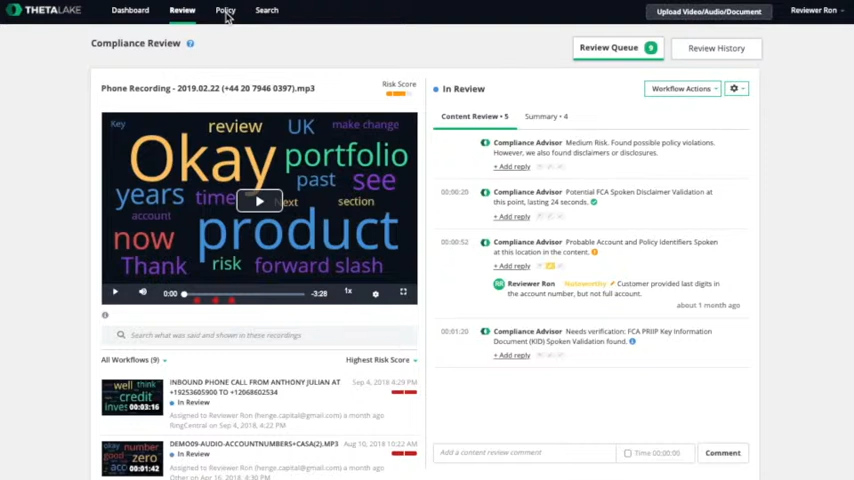 THETA LAKE
Dashboard Review Policy Search
Upload Video/Audio/Document
Reviewer Ron
Compliance Review
Review Queue 9
Review History
Phone Recording - 2019.02.22 (+44 20 7946 0397).mp3
Risk Score
Key
review
UK
make change
Okay
portfolio
years
time
past
see
account
Next
section
now
product
Thank
risk
forward slash
0:00
-3:28
1x
Search what was said and shown in these recordings
All Workflows (9)
Highest Risk Score
well think
credit
inves
00:03:16
INBOUND PHONE CALL FROM ANTHONY JULIAN AT
+19253605900 TO +12068602534
Sep 4, 2018 4:29 PM
In Review
Assigned to Reviewer Ron (henge.capital@gmail.com) a month ago
RingCentral on Sep 4, 2018, 4:22 PM
okay number
good zero
00:01:42
DEMO09-AUDIO-ACCOUNTNUMBERS+CASA(2).MP3
Aug 10, 2018 10:22 AM
In Review
Assigned to Reviewer Ron (henge.capital@gmail.com) a month ago
Other on Apr 16, 2018, 4:30 PM
In Review
Workflow Actions
Content Review • 5
Summary • 4
Compliance Advisor Medium Risk. Found possible policy violations.
However, we also found disclaimers or disclosures.
+ Add reply
00:00:20
Compliance Advisor Potential FCA Spoken Disclaimer Validation at
this point, lasting 24 seconds.
+ Add reply
00:00:52
Compliance Advisor Probable Account and Policy Identifiers Spoken
at this location in the content.
+ Add reply
RR
Reviewer Ron Noteworthy Customer provided last digits in
the account number, but not full account.
about 1 month ago
00:01:20
Compliance Advisor Needs verification: FCA PRIIP Key Information
Document (KID) Spoken Validation found.
+ Add reply
Add a content review comment
Time 00:00:00
Comment